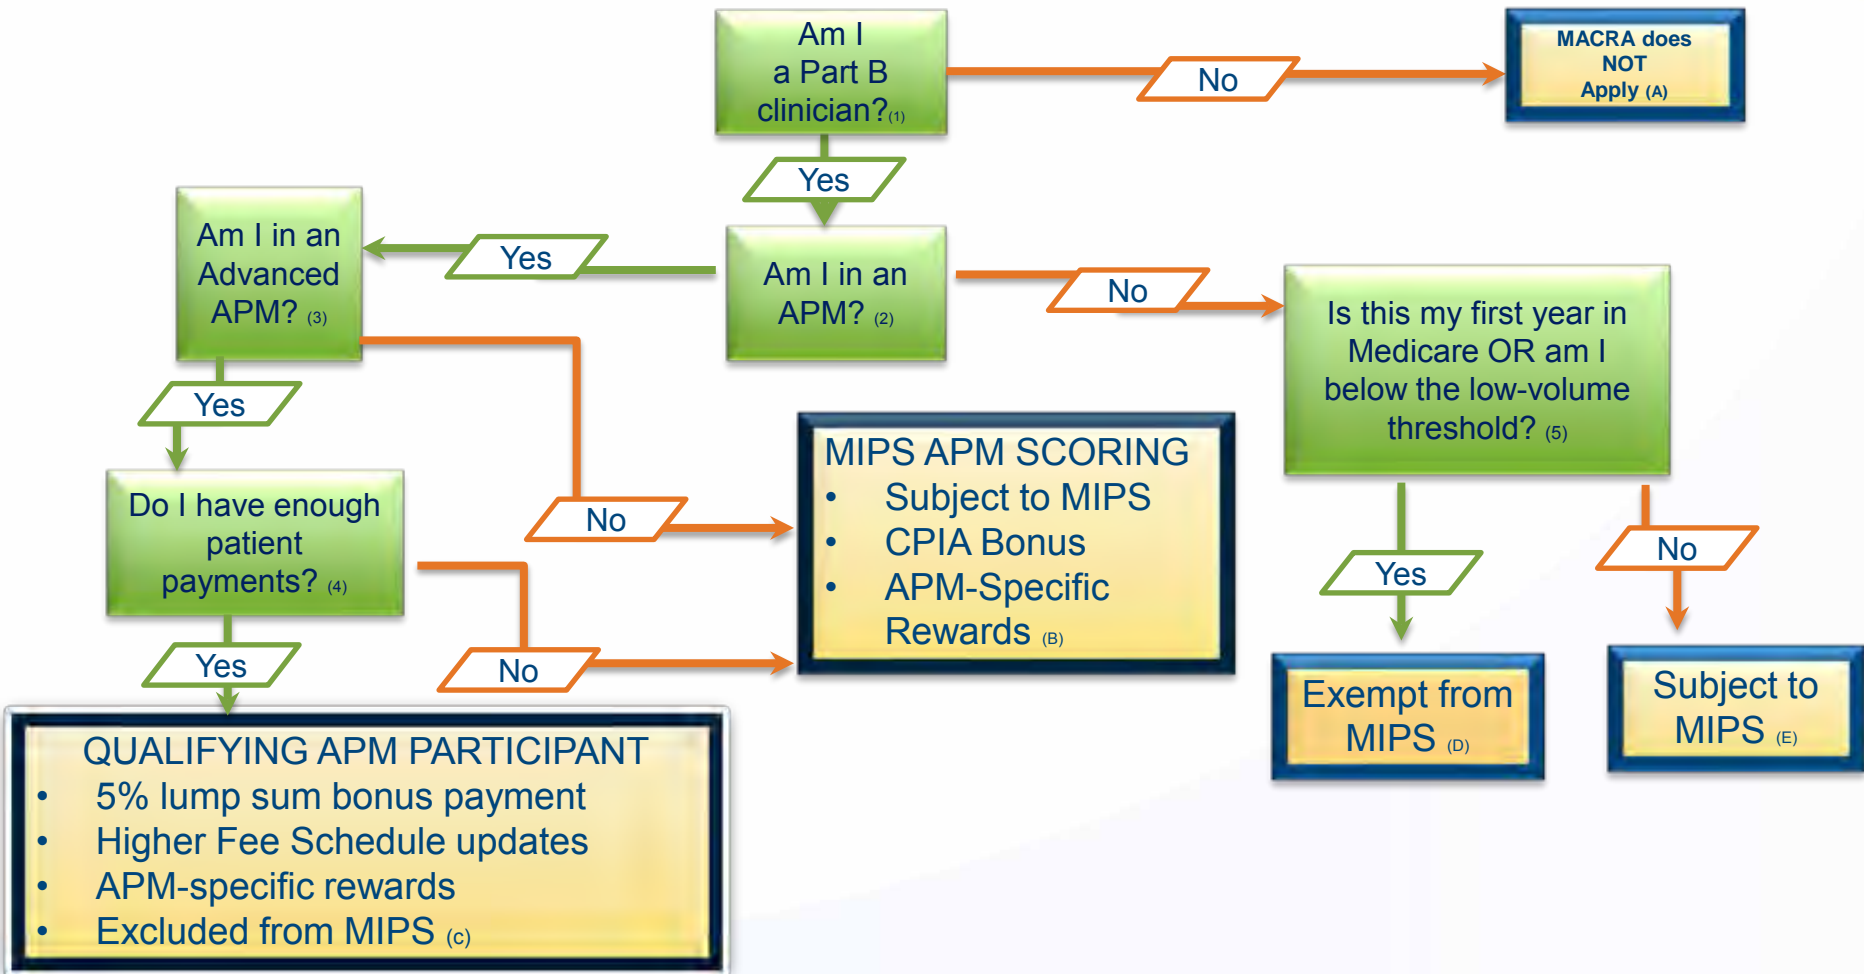 Am I
a Part B
clinician?(1)
No
MACRA does
NOT
Apply (A)
Yes
Am I in an
Advanced
APM? (3)
Yes
Am I in an
APM? (2)
No
Is this my first year in
Medicare OR am I
below the low-volume
threshold? (5)
Yes
Do I have enough
patient
payments? (4)
No
MIPS APM SCORING
• Subject to MIPS
• CPIA Bonus
• APM-Specific
Rewards (B)
Yes
No
Yes
No
Exempt from
MIPS (D)
Subject to
MIPS (E)
QUALIFYING APM PARTICIPANT
• 5% lump sum bonus payment
• Higher Fee Schedule updates
• APM-specific rewards
• Excluded from MIPS (c)